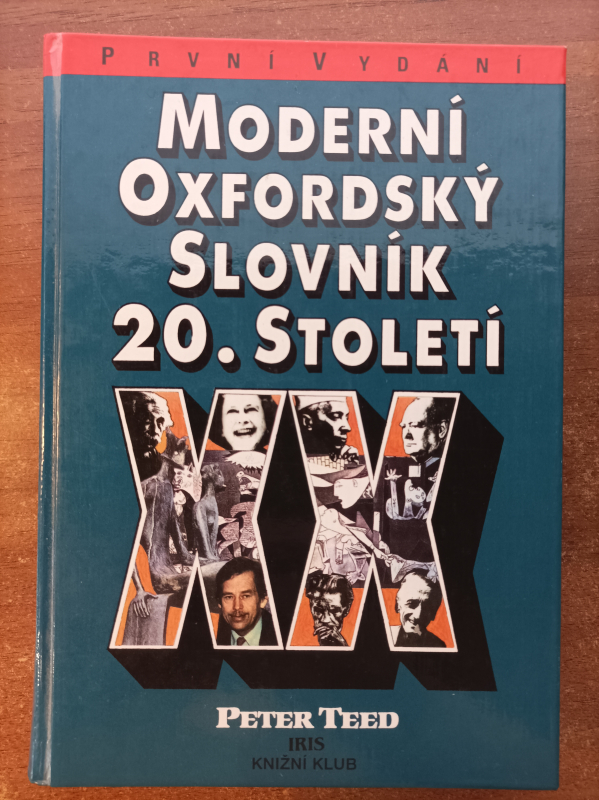 PRVNÍ VYDÁNÍ
MODERNÍ
OXFORDSKÝ
SLOVNÍK
20. STOLETÍ
XX
PETER TEED
IRIS
KNIŽNÍ KLUB